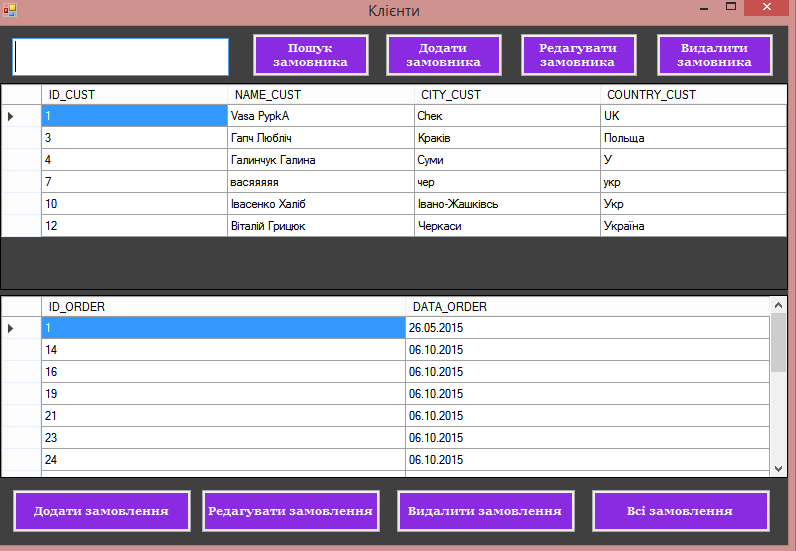 Клієнти
Пошук замовника Додати замовника Редагувати замовника Видалити замовника
ID_CUST NAME_CUST CITY_CUST COUNTRY_CUST
1 Vasa PypkA Chек UK
3 Гапч Любліч Краків Польща
4 Галинчук Галина Суми У
7 васяяяяя чер укр
10 Івасенко Халіб Івано-Жашківсь Укр
12 Віталій Грицюк Черкаси Україна
ID_ORDER DATA_ORDER
1 26.05.2015
14 06.10.2015
16 06.10.2015
19 06.10.2015
21 06.10.2015
23 06.10.2015
24 06.10.2015
Додати замовлення Редагувати замовлення Видалити замовлення Всі замовлення